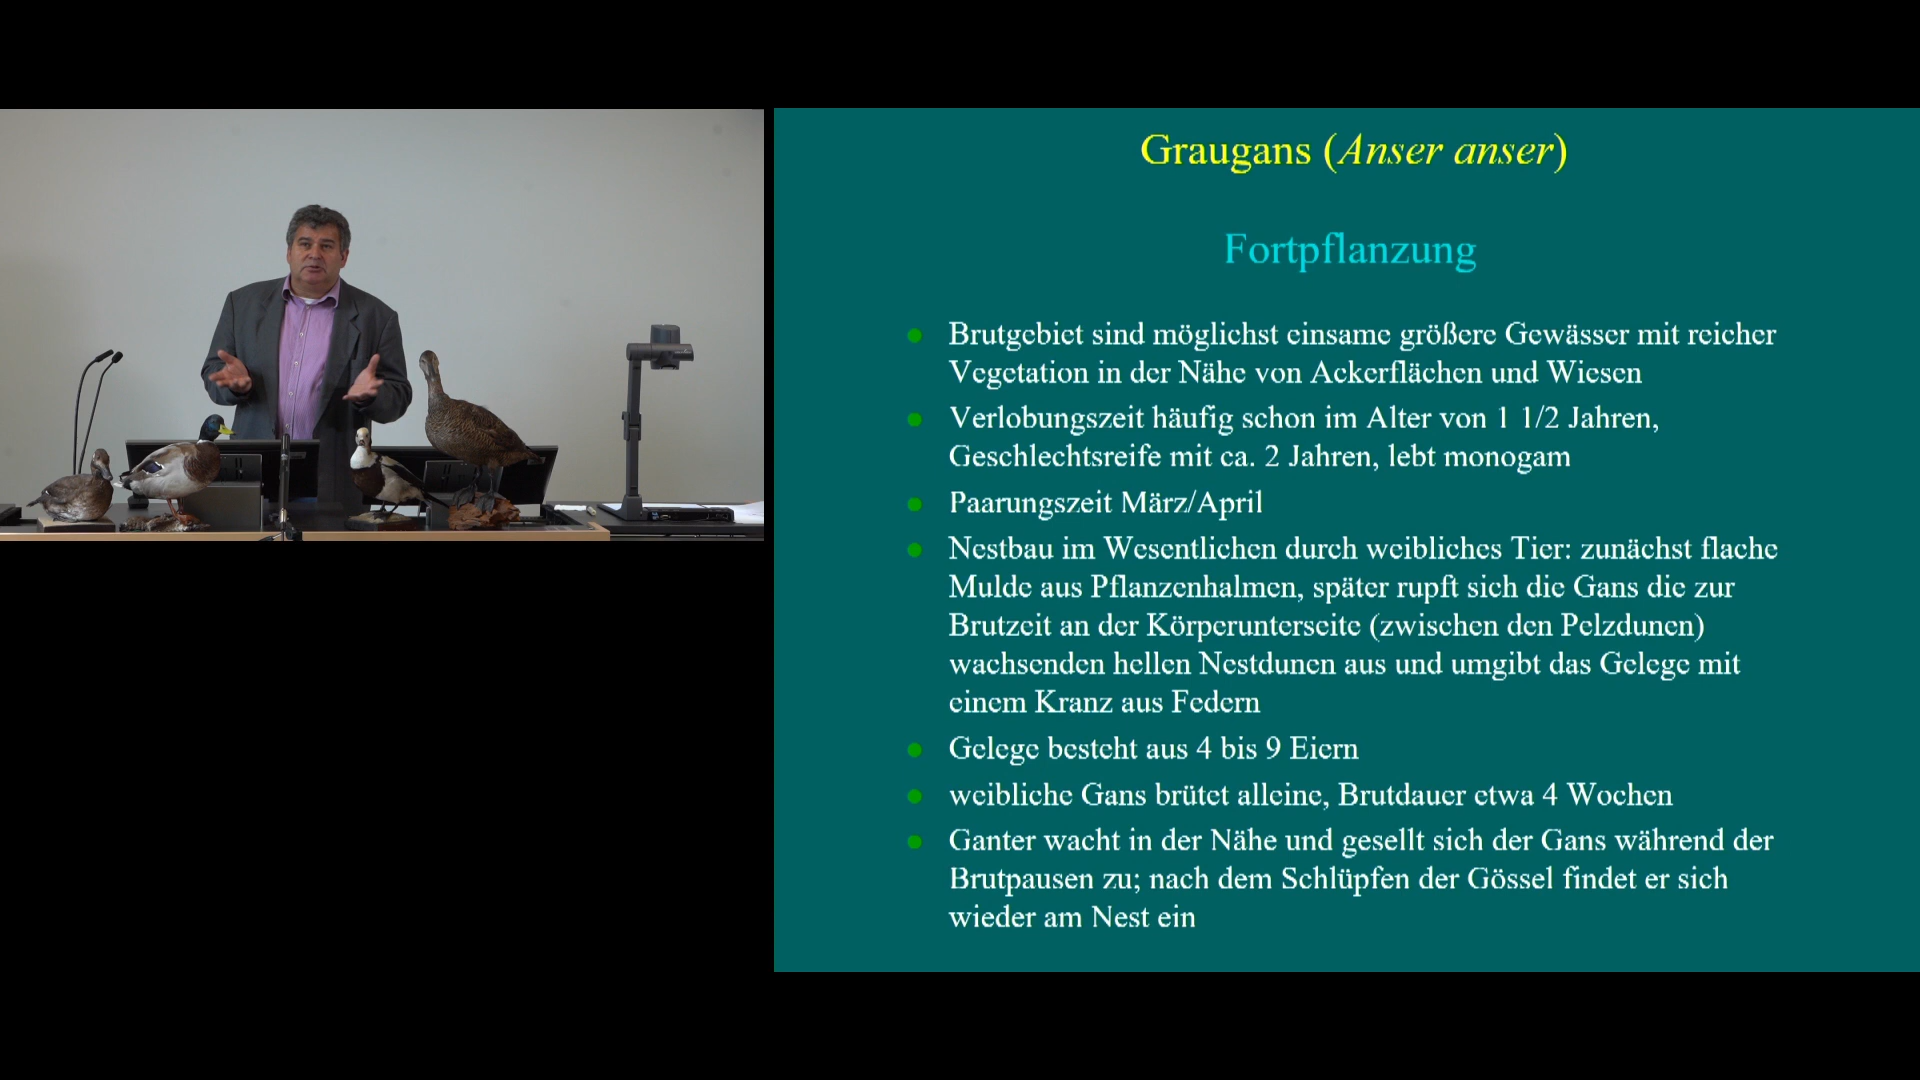 Graugans (Anser anser)
Fortpflanzung
Brutgebiet sind möglichst einsame größere Gewässer mit reicher
Vegetation in der Nähe von Ackerflächen und Wiesen
Verlobungszeit häufig schon im Alter von 1 1/2 Jahren,
Geschlechtsreife mit ca. 2 Jahren, lebt monogam
Paarungszeit März/April
Nestbau im Wesentlichen durch weibliches Tier: zunächst flache
Mulde aus Pflanzenhalmen, später rupft sich die Gans die zur
Brutzeit an der Körperunterseite (zwischen den Pelzdunen)
wachsenden hellen Nestdunen aus und umgibt das Gelege mit
einem Kranz aus Federn
Gelege besteht aus 4 bis 9 Eiern
weibliche Gans brütet alleine, Brutdauer etwa 4 Wochen
Ganter wacht in der Nähe und gesellt sich der Gans während der
Brutpausen zu; nach dem Schlüpfen der Gössel findet er sich
wieder am Nest ein